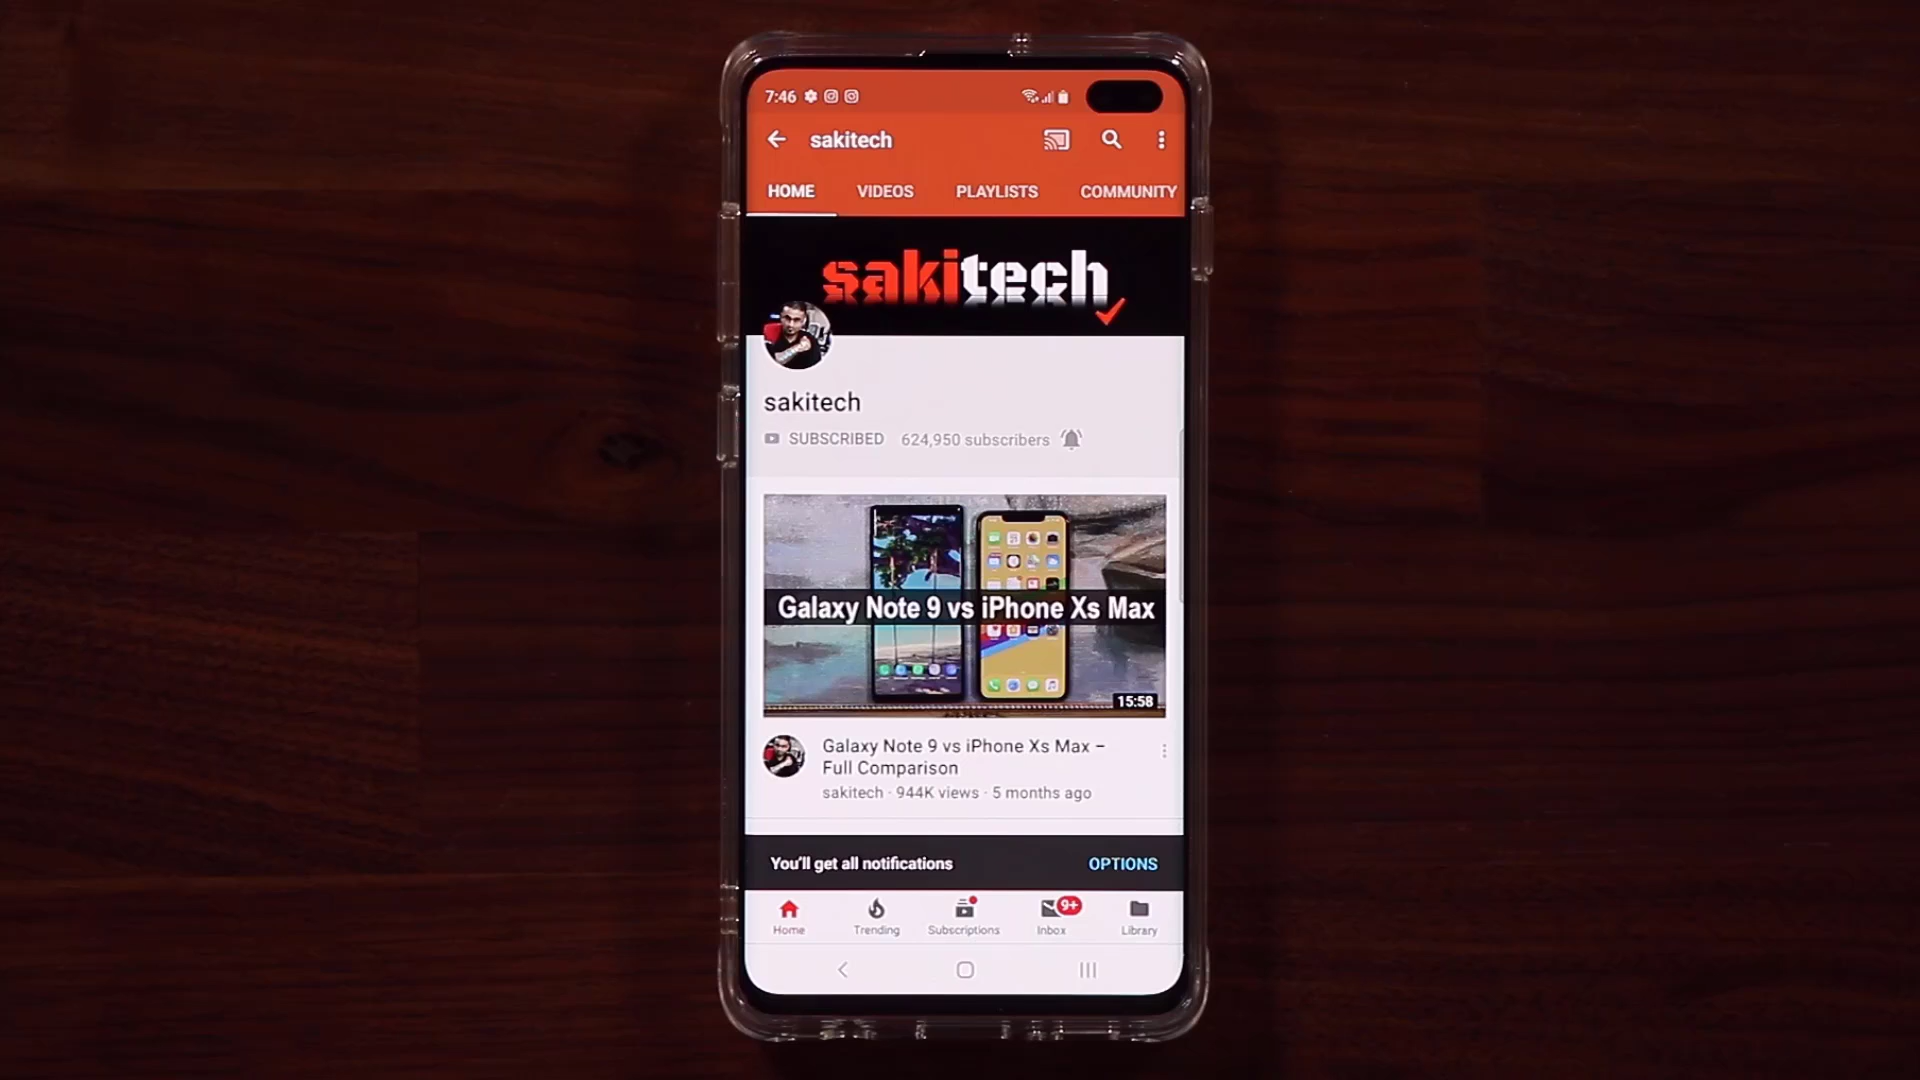 7:46
sakitech
HOME VIDEOS PLAYLISTS COMMUNITY
sakitech
sakitech
SUBSCRIBED 624,950 subscribers
Galaxy Note 9 vs iPhone Xs Max
15:58
Galaxy Note 9 vs iPhone Xs Max –
Full Comparison
sakitech · 944K views · 5 months ago
You'll get all notifications OPTIONS
9+
Home Trending Subscriptions Inbox Library